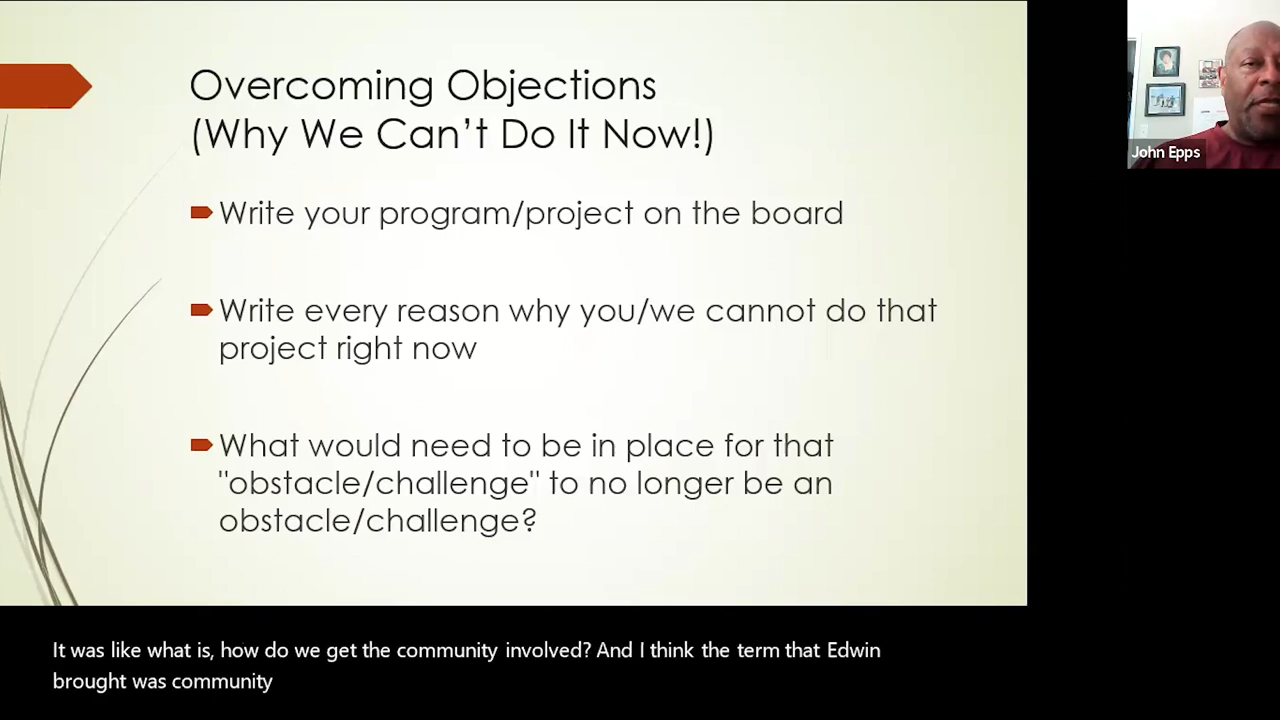 Overcoming Objections
(Why We Can't Do It Now!)
Write your program/project on the board
Write every reason why you/we cannot do that
project right now
What would need to be in place for that
"obstacle/challenge" to no longer be an
obstacle/challenge?
John Epps
It was like what is, how do we get the community involved? And I think the term that Edwin
brought was community